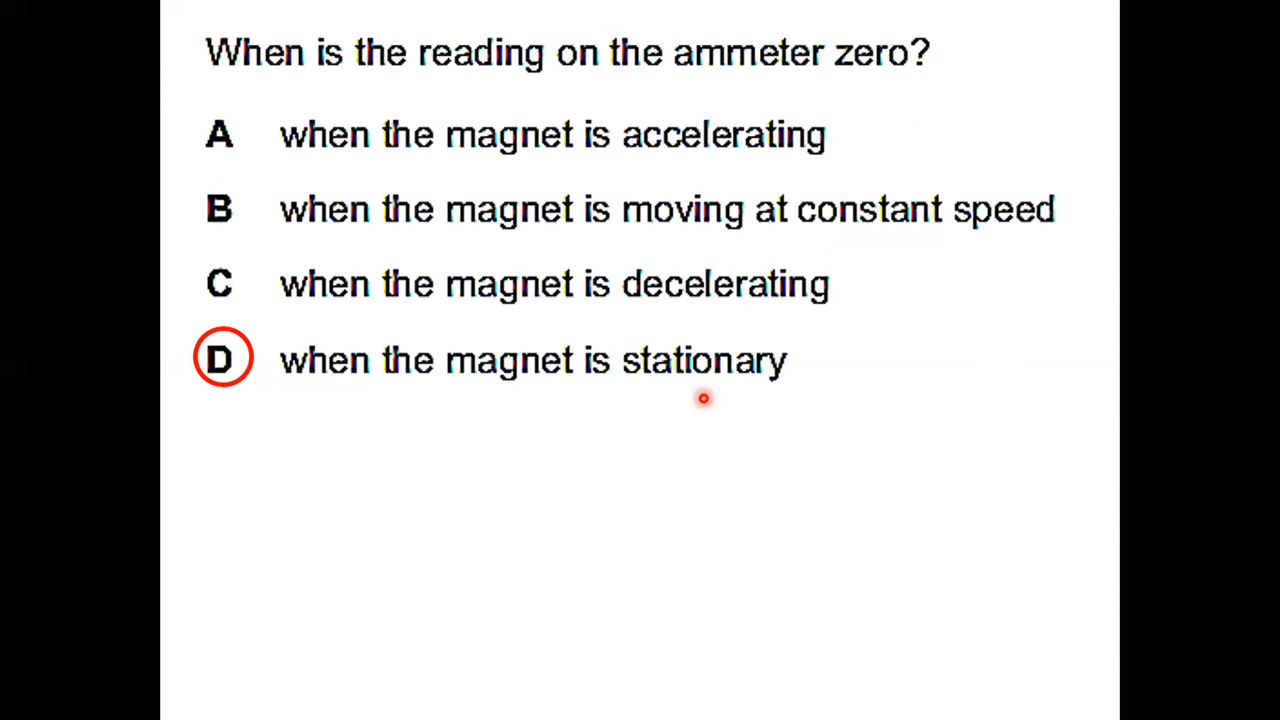 When is the reading on the ammeter zero?
A when the magnet is accelerating
B when the magnet is moving at constant speed
C when the magnet is decelerating
D when the magnet is stationary